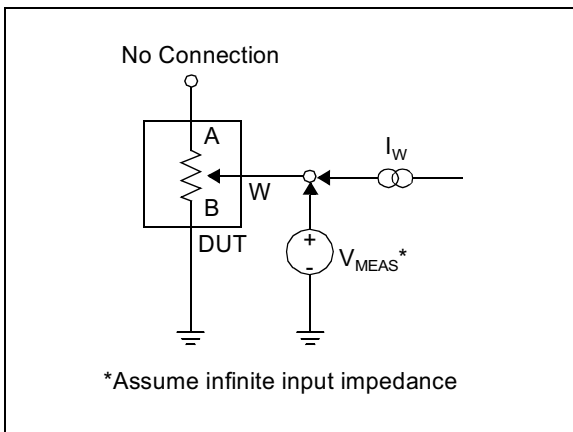 No Connection
A
I_W
W
B
DUT
+
V_MEAS*
-
*Assume infinite input impedance